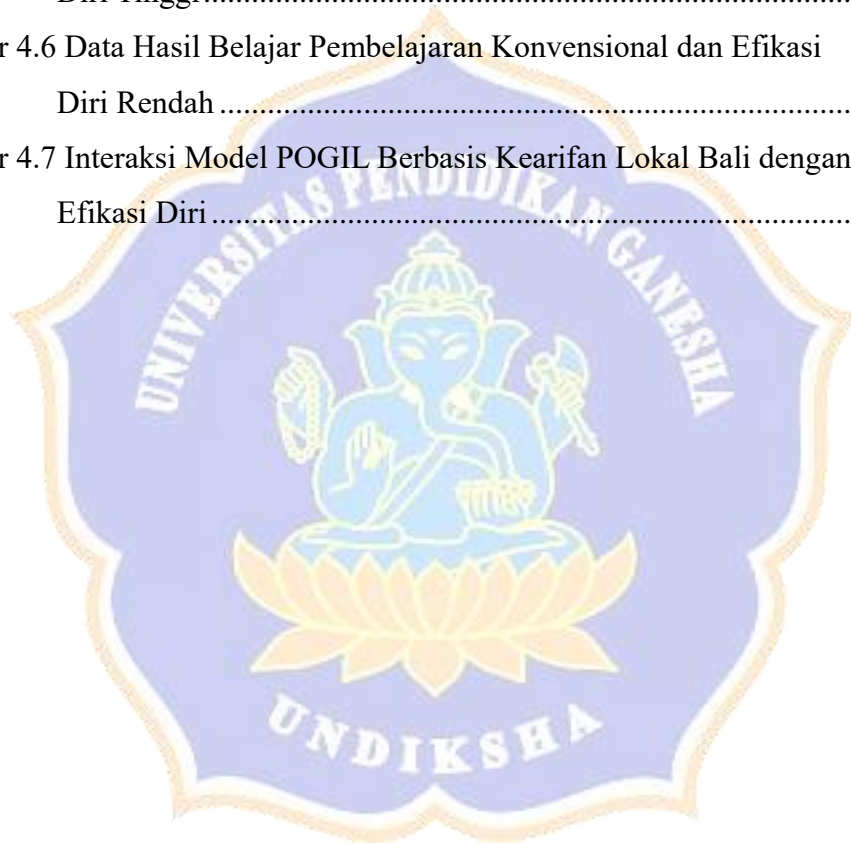 Diri Tinggi...........................................................................................
r 4.6 Data Hasil Belajar Pembelajaran Konvensional dan Efikasi
Diri Rendah.........................................................................................
r 4.7 Interaksi Model POGIL Berbasis Kearifan Lokal Bali dengan
Efikasi Diri..........................................................................................
UNIVERSITAS PENDIDIKAN GANESHA
UNDIKSHA